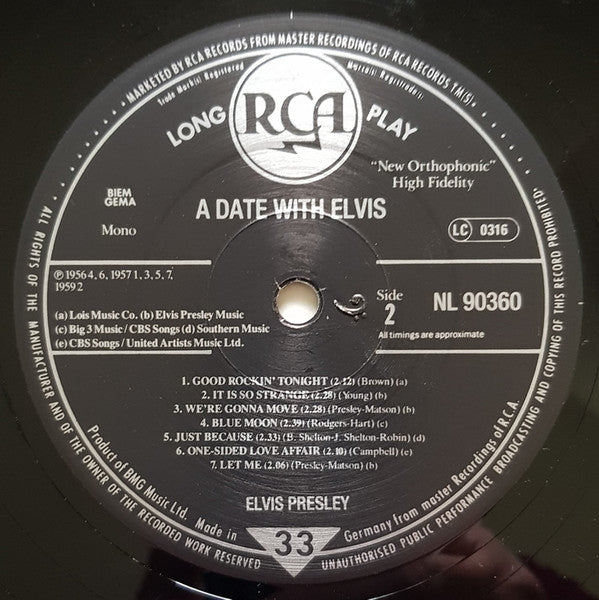 · MARKETED BY RCA RECORDS FROM MASTER RECORDINGS OF RCA RECORDS TM(S) ·
Trade Mark(s) Registered
Marca(s) Registrada(s)
LONG RCA PLAY
"New Orthophonic"
High Fidelity
BIEM
GEMA
A DATE WITH ELVIS
Mono
LC 0316
℗ 1956 4, 6, 1957 1, 3, 5, 7,
1959 2
Side
2
NL 90360
(a) Lois Music Co. (b) Elvis Presley Music
(c) Big 3 Music / CBS Songs (d) Southern Music
(e) CBS Songs / United Artists Music Ltd.
All timings are approximate
1. GOOD ROCKIN' TONIGHT (2.12) (Brown) (a)
2. IT IS SO STRANGE (2.28) (Young) (b)
3. WE'RE GONNA MOVE (2.28) (Presley-Matson) (b)
4. BLUE MOON (2.39) (Rodgers-Hart) (c)
5. JUST BECAUSE (2.33) (B. Shelton-J. Shelton-Robin) (d)
6. ONE-SIDED LOVE AFFAIR (2.10) (Campbell) (c)
7. LET ME (2.06) (Presley-Matson) (b)
ELVIS PRESLEY
Product of BMG Music Ltd. Made in Germany from master Recordings of R.C.A.
33
· ALL RIGHTS OF THE MANUFACTURER AND OF THE OWNER OF THE RECORDED WORK RESERVED
UNAUTHORISED PUBLIC PERFORMANCE BROADCASTING AND COPYING OF THIS RECORD PROHIBITED ·